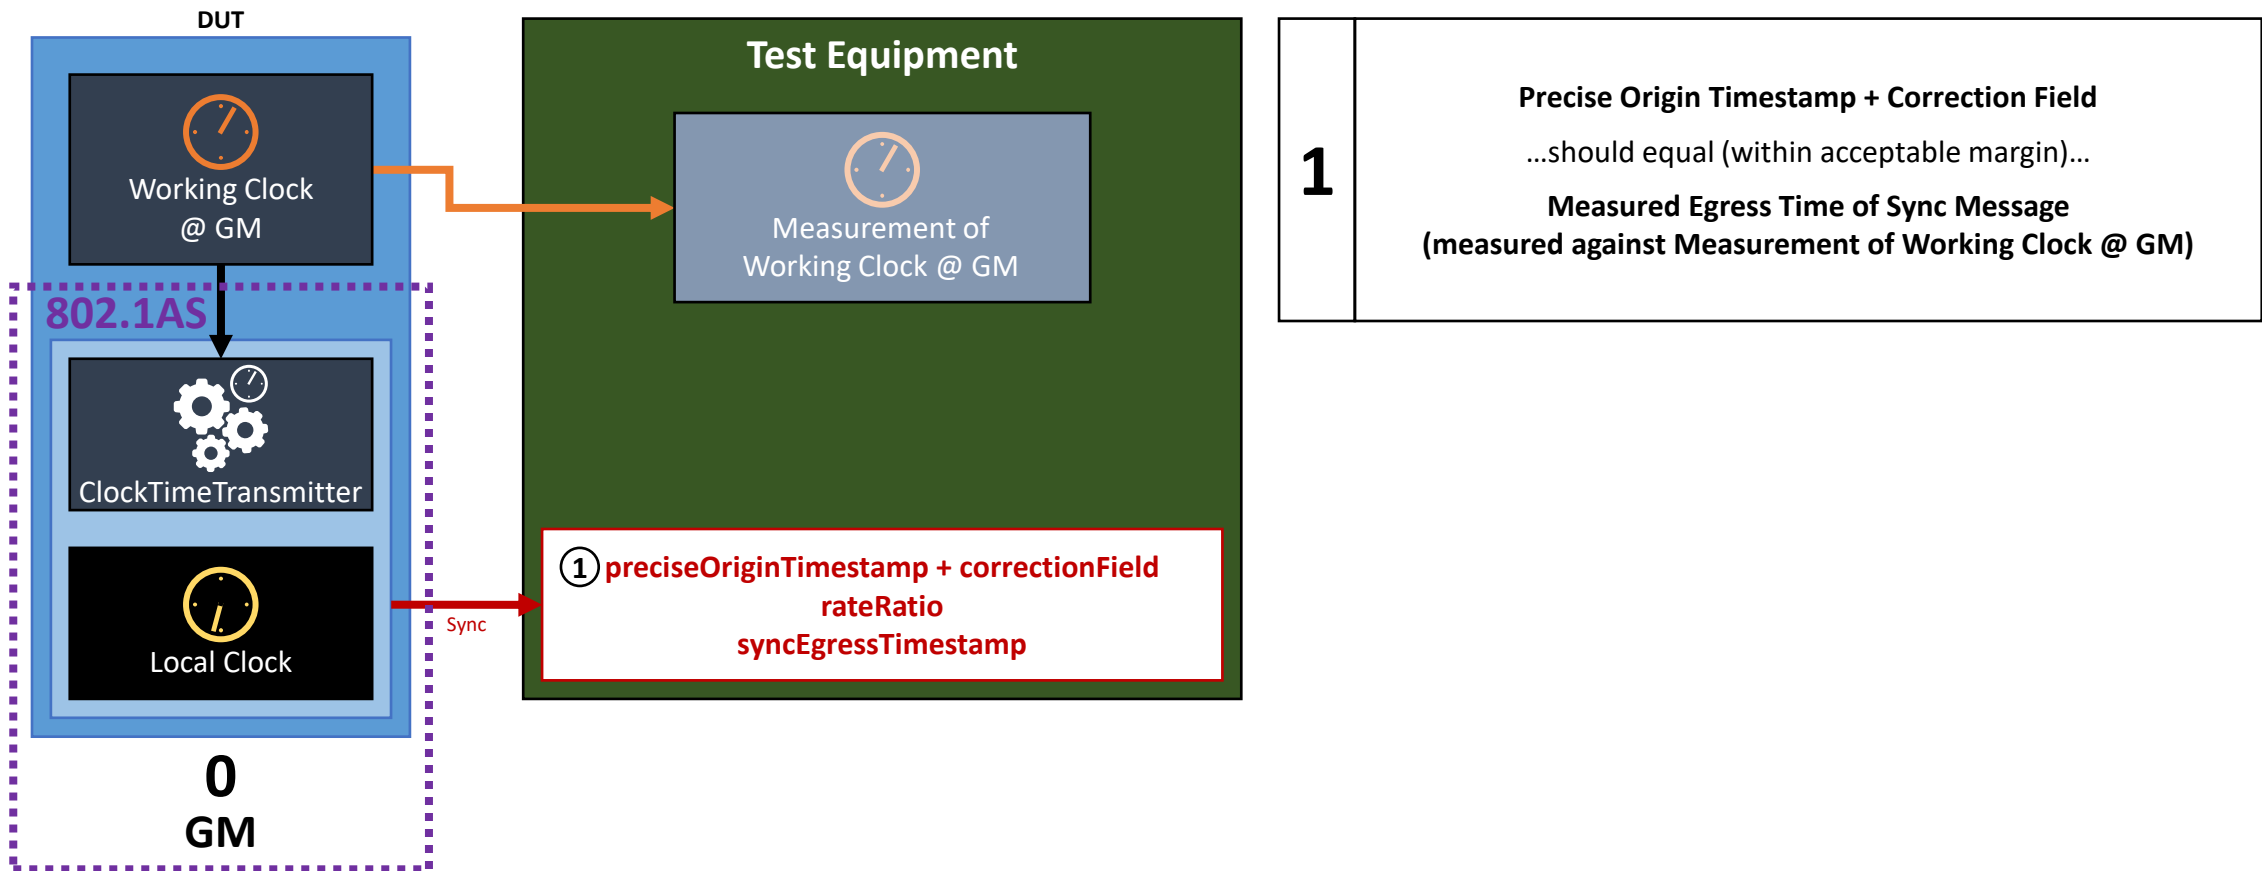 DUT
Working Clock
@ GM
802.1AS
ClockTimeTransmitter
Local Clock
0
GM
Sync
Test Equipment
Measurement of
Working Clock @ GM
1 preciseOriginTimestamp + correctionField
rateRatio
syncEgressTimestamp
1
Precise Origin Timestamp + Correction Field
...should equal (within acceptable margin)...
Measured Egress Time of Sync Message
(measured against Measurement of Working Clock @ GM)